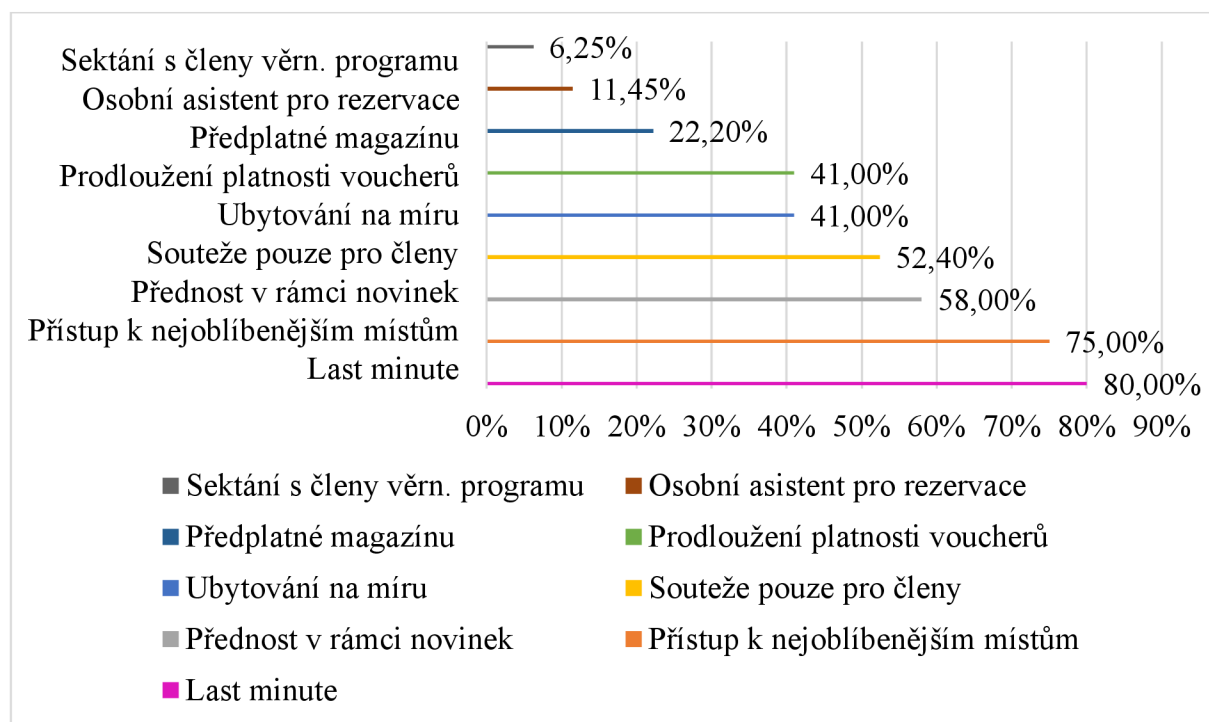 Sektání s členy věrn. programu 6,25%
Osobní asistent pro rezervace 11,45%
Předplatné magazínu 22,20%
Prodloužení platnosti voucherů 41,00%
Ubytování na míru 41,00%
Souteže pouze pro členy 52,40%
Přednost v rámci novinek 58,00%
Přístup k nejoblíbenějším místům 75,00%
Last minute 80,00%
0% 10% 20% 30% 40% 50% 60% 70% 80% 90%
Sektání s členy věrn. programu Osobní asistent pro rezervace
Předplatné magazínu Prodloužení platnosti voucherů
Ubytování na míru Souteže pouze pro členy
Přednost v rámci novinek Přístup k nejoblíbenějším místům
Last minute